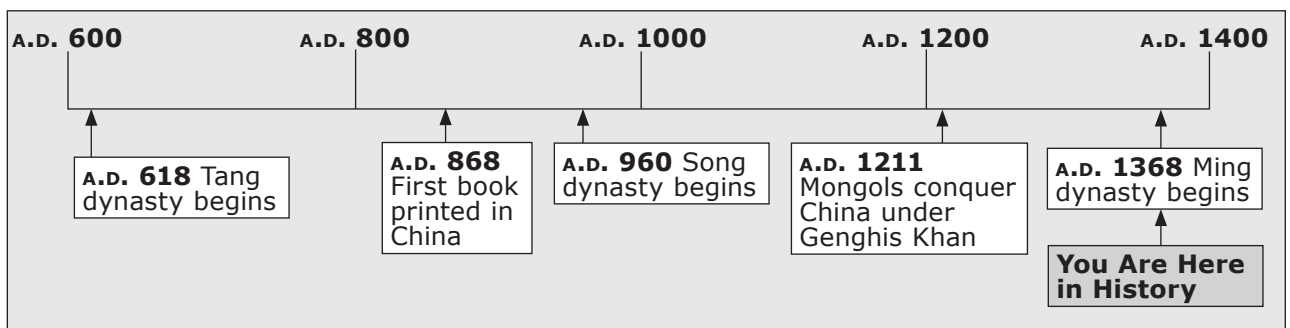 A.D. 600
A.D. 800
A.D. 1000
A.D. 1200
A.D. 1400
A.D. 618 Tang
dynasty begins
A.D. 868
First book
printed in
China
A.D. 960 Song
dynasty begins
A.D. 1211
Mongols conquer
China under
Genghis Khan
A.D. 1368 Ming
dynasty begins
You Are Here
in History